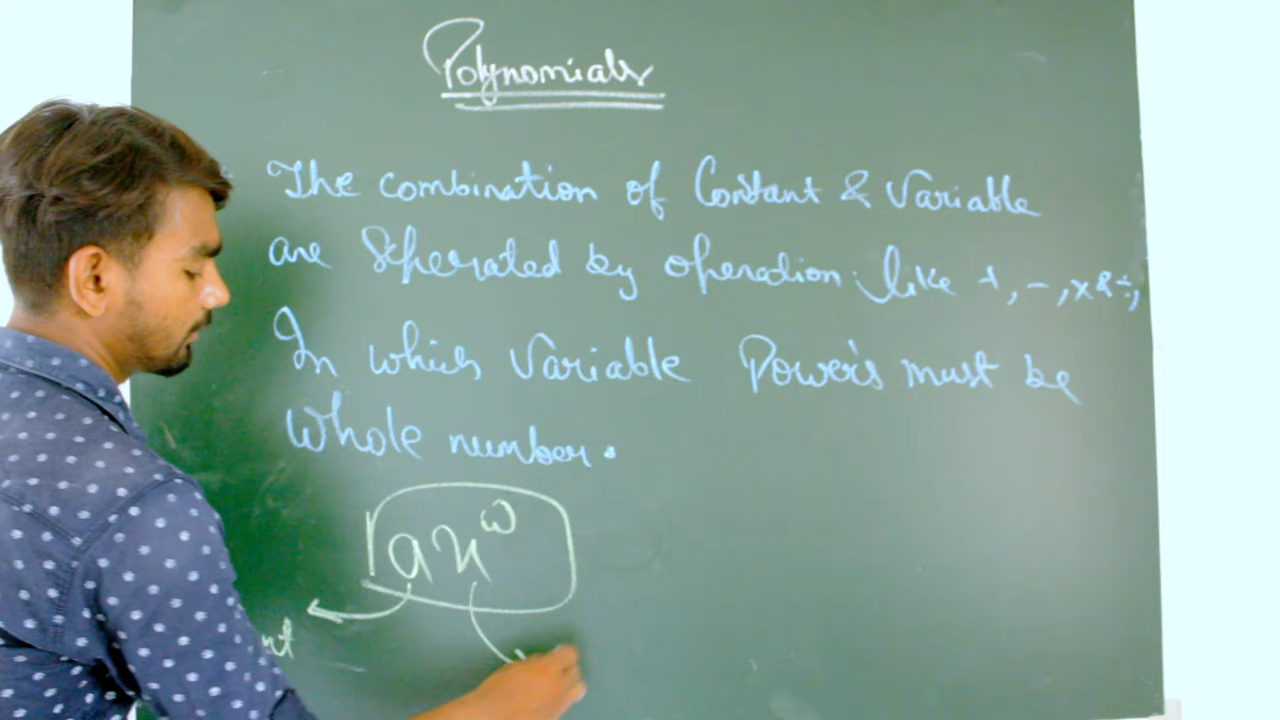 Polynomials
The combination of Constant & Variable
are Seperated by operation; like +, -, x & ÷,
In which Variable Power's must be
Whole number.
ax^w
nt